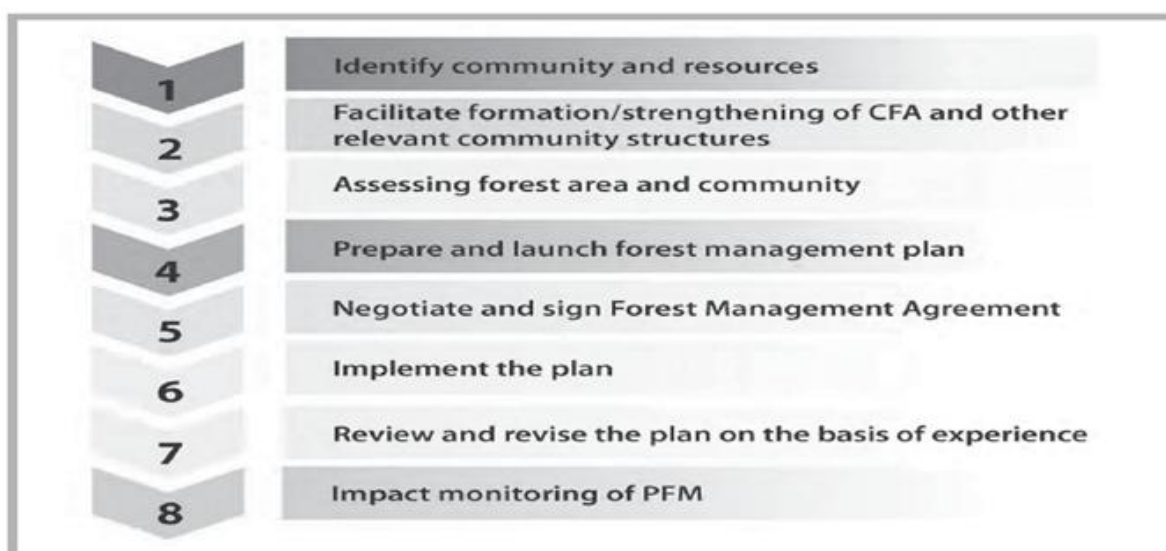 1
Identify community and resources
2
Facilitate formation/strengthening of CFA and other
relevant community structures
3
Assessing forest area and community
4
Prepare and launch forest management plan
5
Negotiate and sign Forest Management Agreement
6
Implement the plan
7
Review and revise the plan on the basis of experience
8
Impact monitoring of PFM